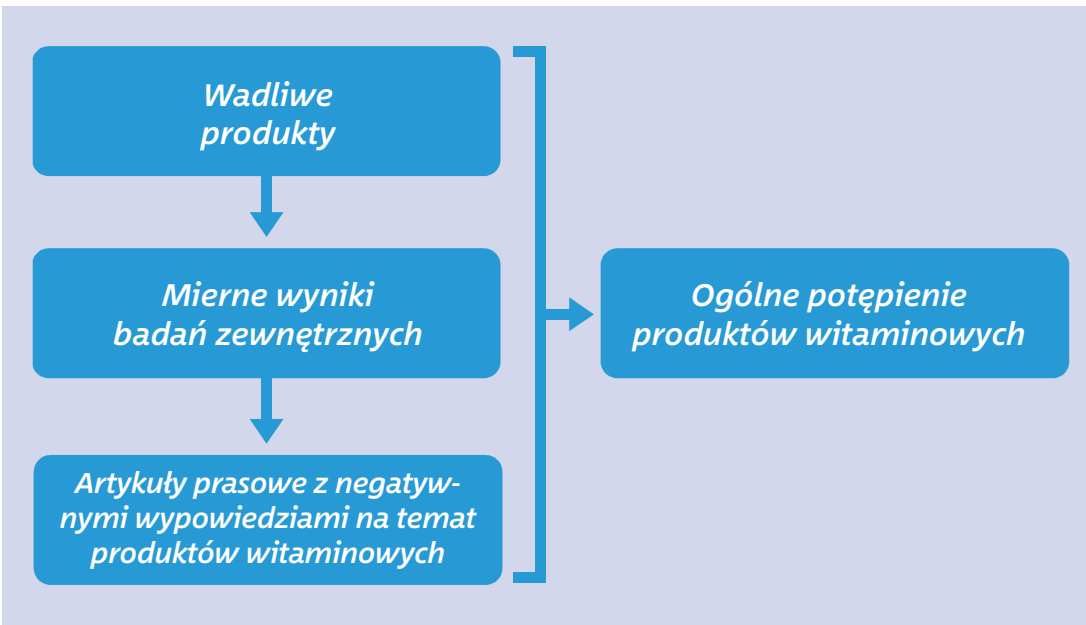 Wadliwe
produkty
Mierne wyniki
badań zewnętrznych
Artykuły prasowe z negatyw-
nymi wypowiedziami na temat
produktów witaminowych
Ogólne potępienie
produktów witaminowych